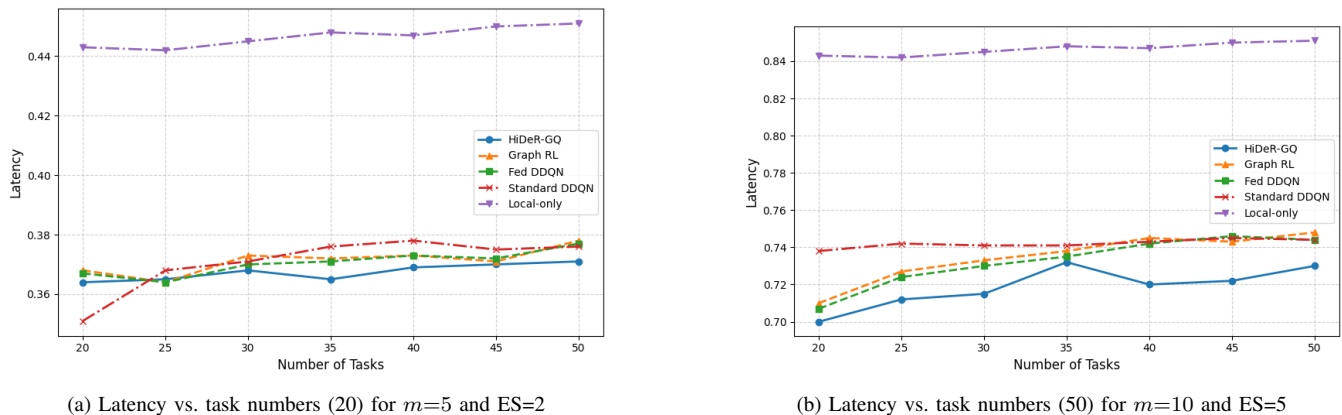 0.44
0.42
0.40
0.38
0.36
Latency
20 25 30 35 40 45 50
Number of Tasks
HiDeR-GQ
Graph RL
Fed DDQN
Standard DDQN
Local-only
(a) Latency vs. task numbers (20) for m=5 and ES=2
0.84
0.82
0.80
0.78
0.76
0.74
0.72
0.70
Latency
20 25 30 35 40 45 50
Number of Tasks
HiDeR-GQ
Graph RL
Fed DDQN
Standard DDQN
Local-only
(b) Latency vs. task numbers (50) for m=10 and ES=5